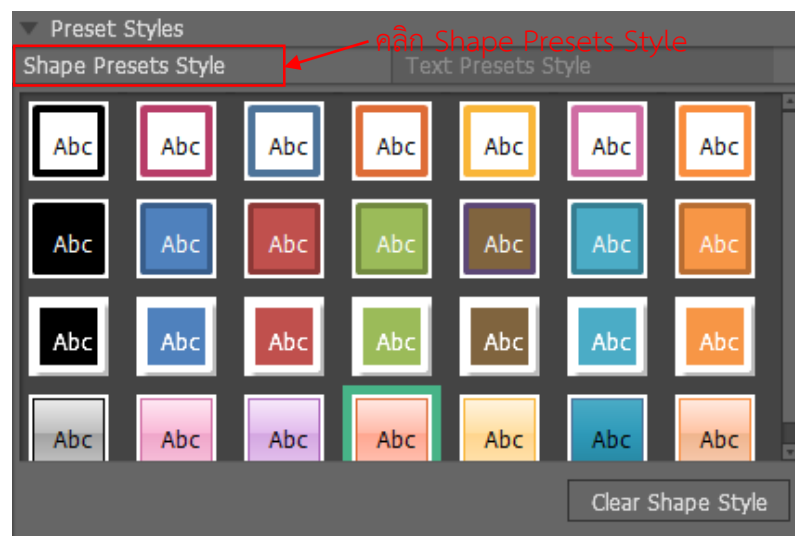 Preset Styles
คลิก Shape Presets Style
Shape Presets Style
Text Presets Style
Abc Abc Abc Abc Abc Abc Abc
Abc Abc Abc Abc Abc Abc Abc
Abc Abc Abc Abc Abc Abc Abc
Abc Abc Abc Abc Abc Abc Abc
Clear Shape Style